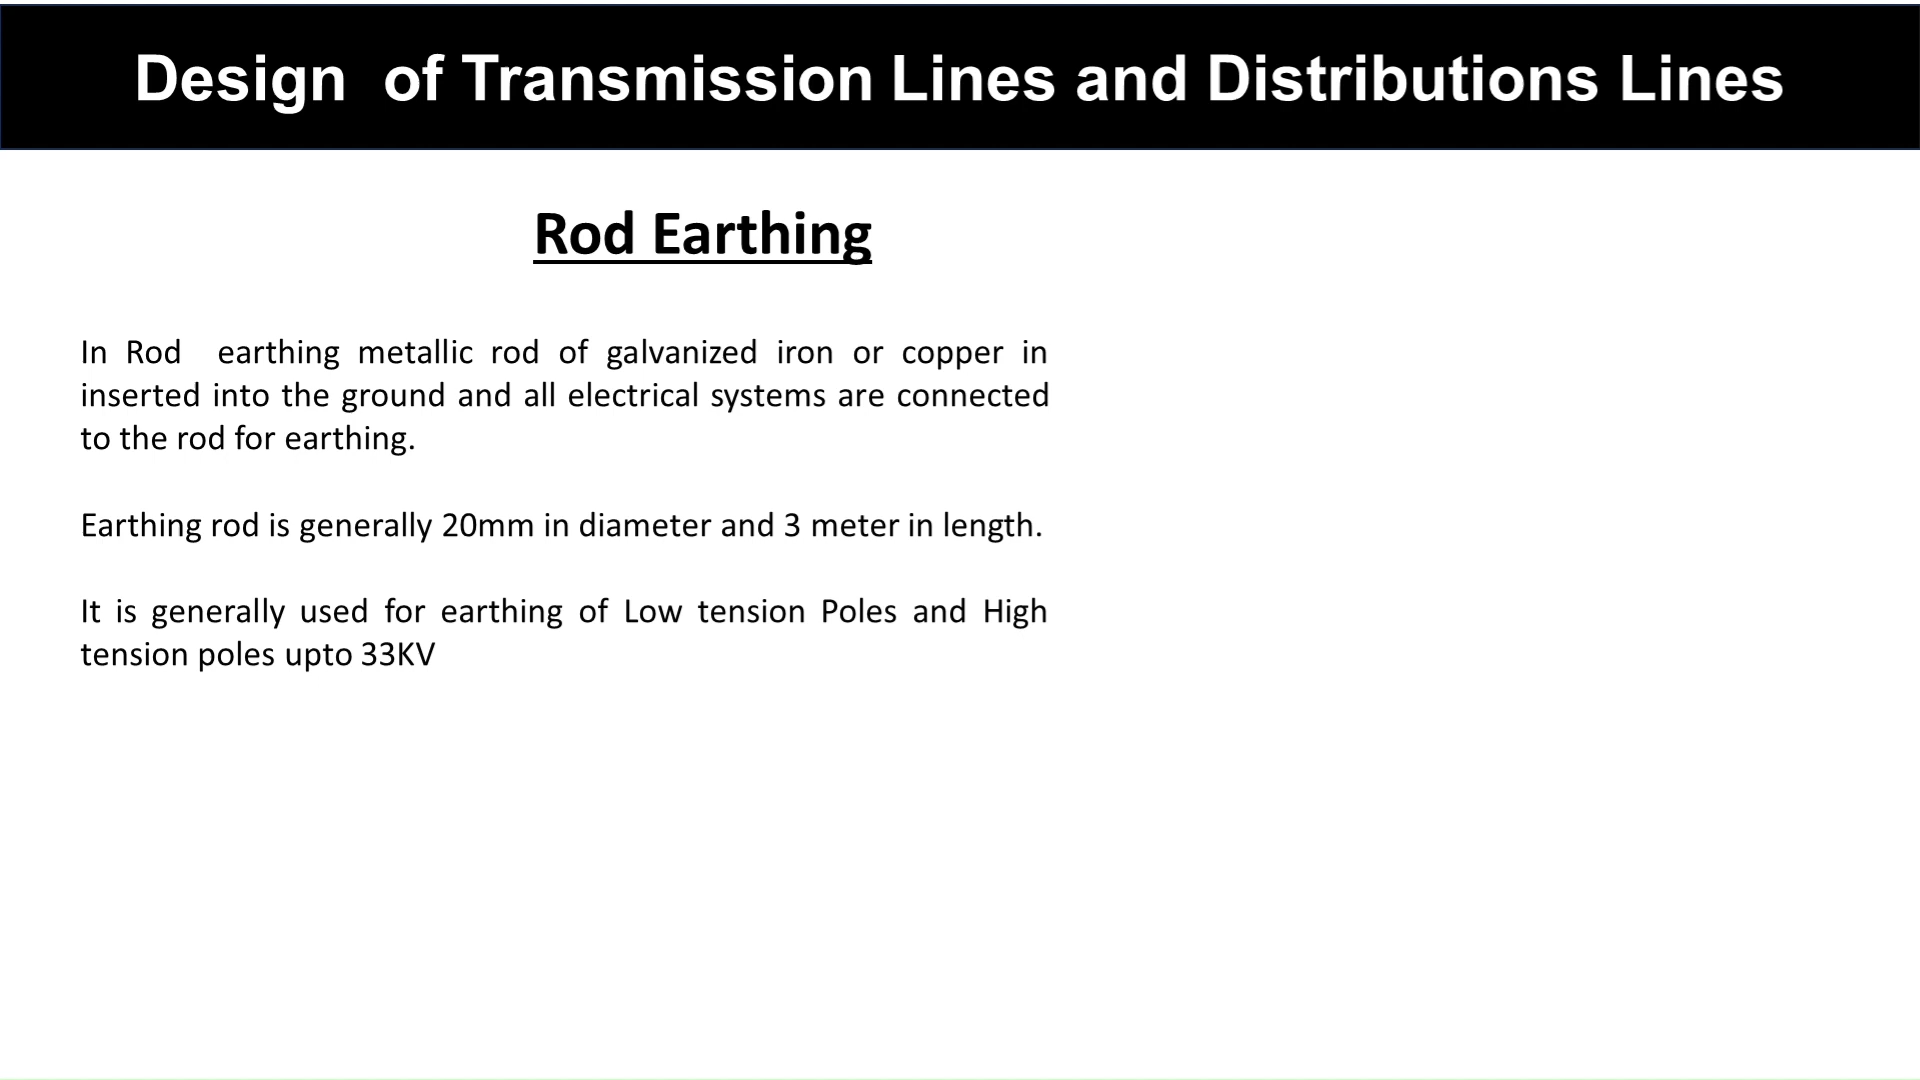 Design of Transmission Lines and Distributions Lines
Rod Earthing
In Rod earthing metallic rod of galvanized iron or copper in
inserted into the ground and all electrical systems are connected
to the rod for earthing.
Earthing rod is generally 20mm in diameter and 3 meter in length.
It is generally used for earthing of Low tension Poles and High
tension poles upto 33KV